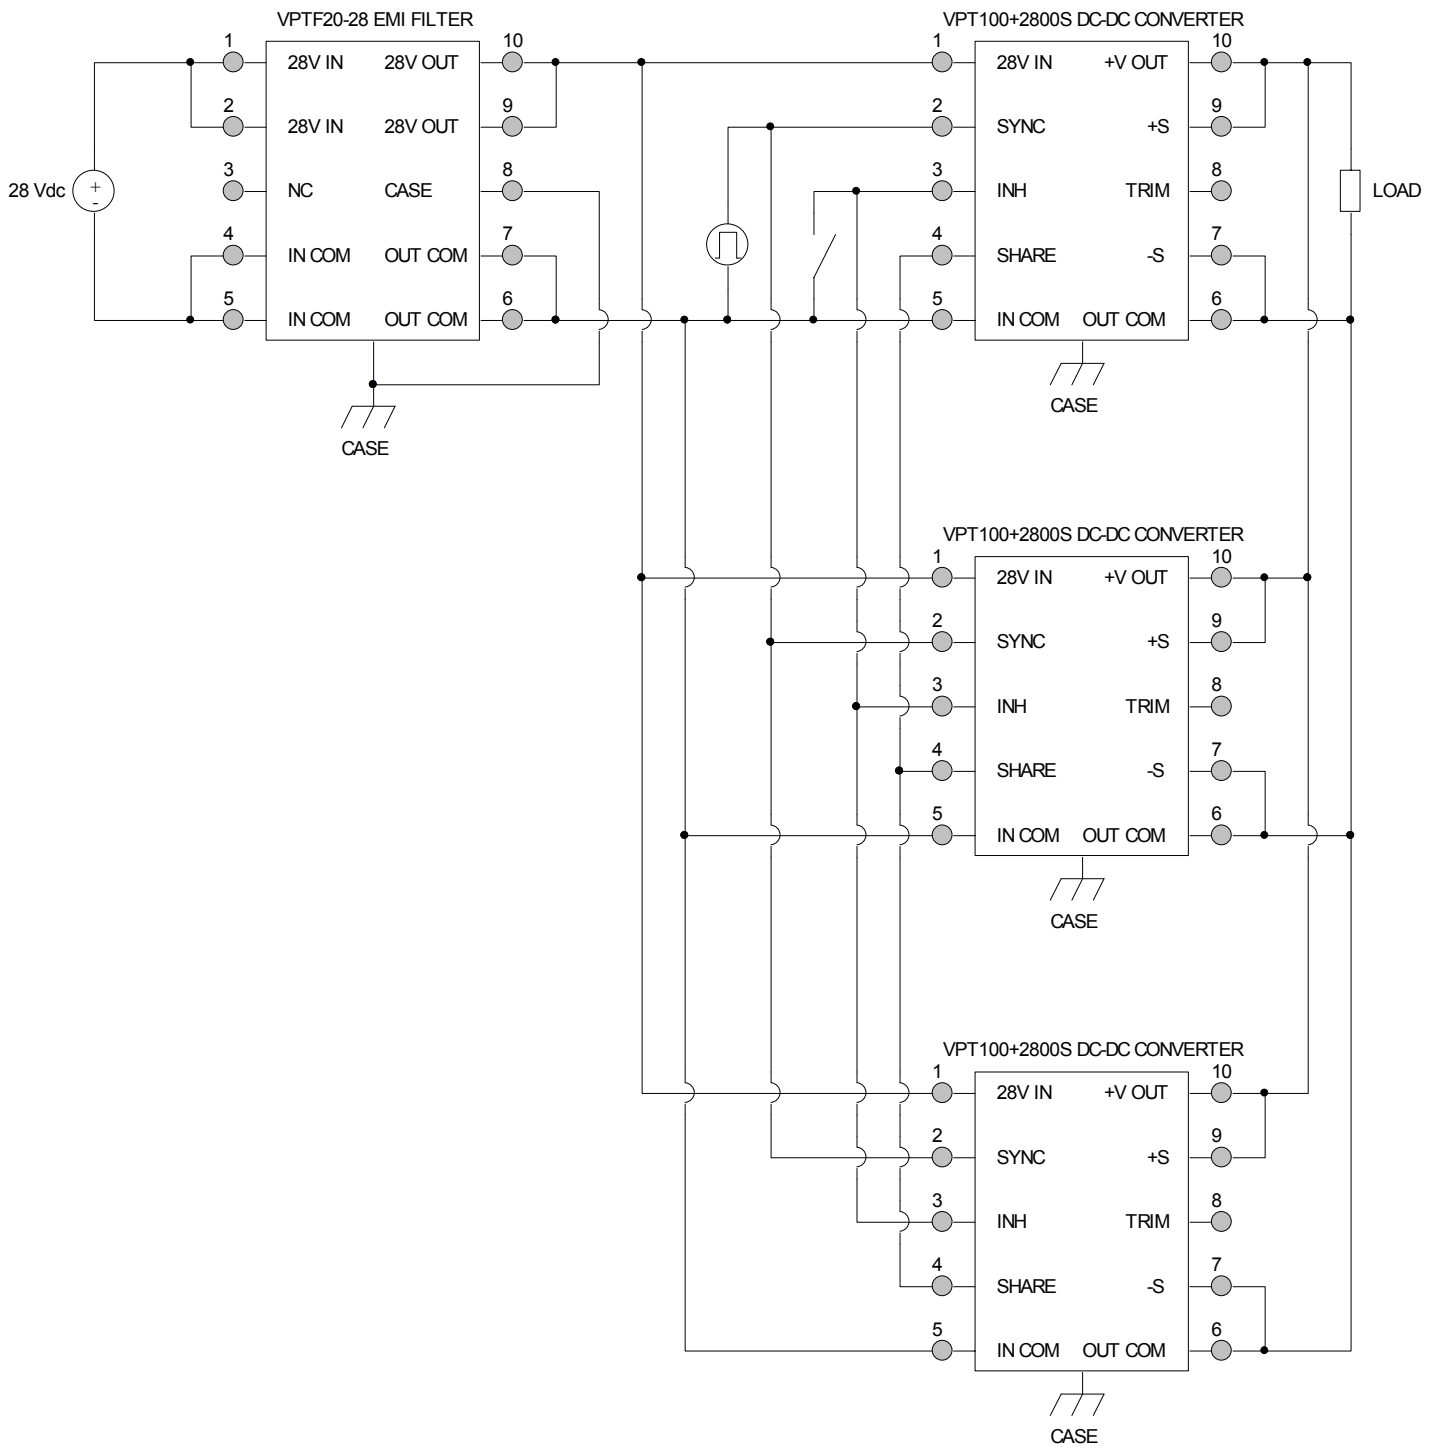 VPTF20-28 EMI FILTER
1 28V IN 28V OUT 10
2 28V IN 28V OUT 9
3 NC CASE 8
4 IN COM OUT COM 7
5 IN COM OUT COM 6
28 Vdc
+
-
CASE
VPT100+2800S DC-DC CONVERTER
1 28V IN +V OUT 10
2 SYNC +S 9
3 INH TRIM 8
4 SHARE -S 7
5 IN COM OUT COM 6
LOAD
CASE
VPT100+2800S DC-DC CONVERTER
1 28V IN +V OUT 10
2 SYNC +S 9
3 INH TRIM 8
4 SHARE -S 7
5 IN COM OUT COM 6
CASE
VPT100+2800S DC-DC CONVERTER
1 28V IN +V OUT 10
2 SYNC +S 9
3 INH TRIM 8
4 SHARE -S 7
5 IN COM OUT COM 6
CASE